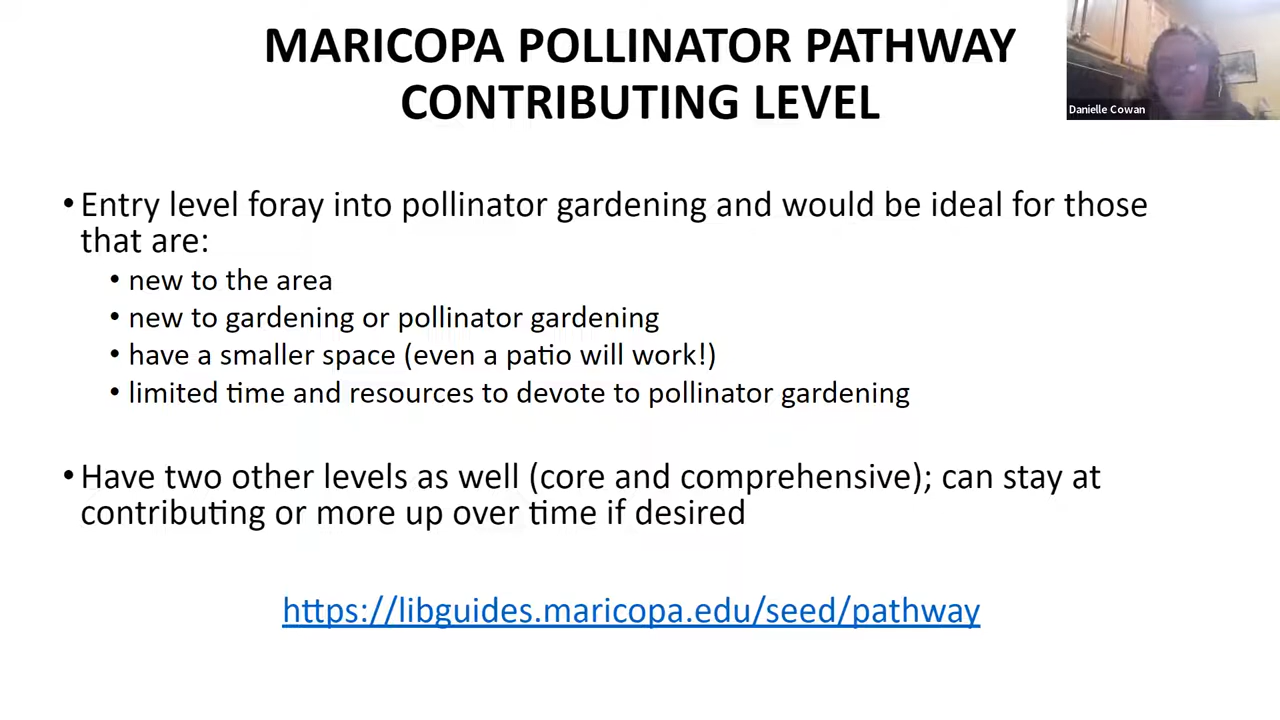 MARICOPA POLLINATOR PATHWAY
CONTRIBUTING LEVEL
Danielle Cowan
• Entry level foray into pollinator gardening and would be ideal for those
that are:
• new to the area
• new to gardening or pollinator gardening
• have a smaller space (even a patio will work!)
• limited time and resources to devote to pollinator gardening
• Have two other levels as well (core and comprehensive); can stay at
contributing or more up over time if desired
https://libguides.maricopa.edu/seed/pathway